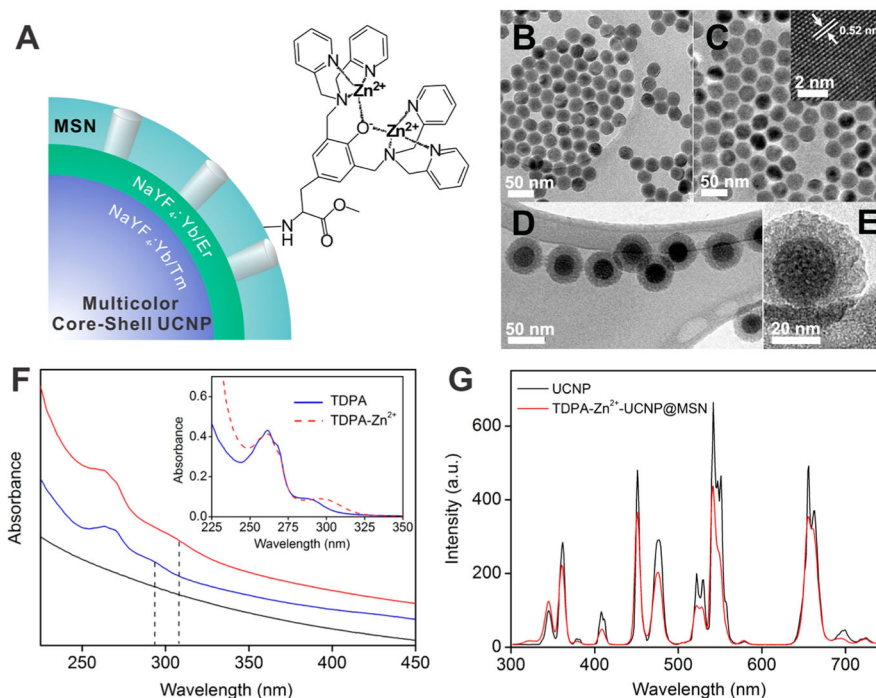 A
MSN
NaYF4: Yb/Er
NaYF4: Yb/Tm
Multicolor
Core-Shell UCNP
N
N
Zn2+
N
N
O-
Zn2+
N
N
N
H
O
O
B
50 nm
C
50 nm
0.52 nm
2 nm
D
50 nm
E
20 nm
F
Absorbance
Wavelength (nm)
250
300
350
400
450
Absorbance
0.6
0.4
0.2
0.0
225
250
275
300
325
350
Wavelength (nm)
TDPA
TDPA-Zn2+
G
UCNP
TDPA-Zn2+-UCNP@MSN
Intensity (a.u.)
600
400
200
0
300
400
500
600
700
Wavelength (nm)